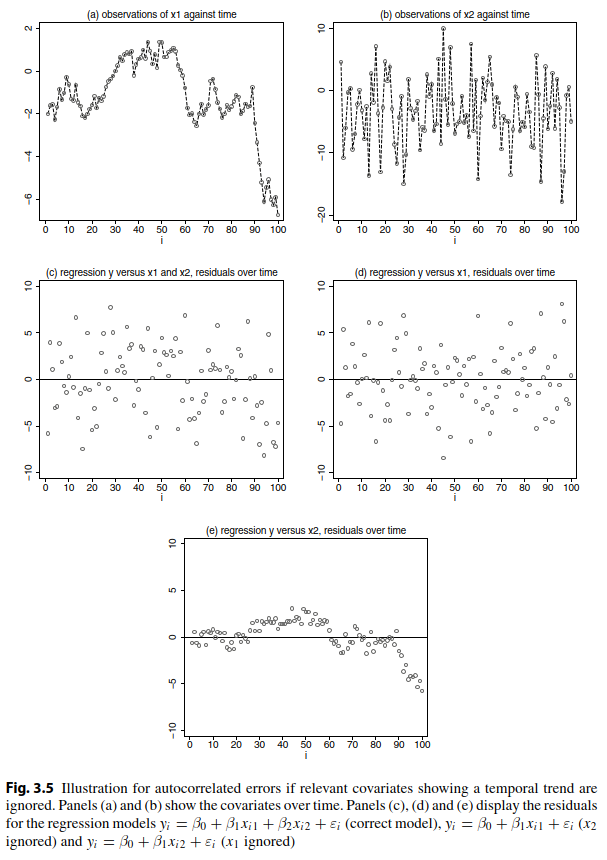 (a) observations of x1 against time
2
0
−2
−4
−6
0 10 20 30 40 50 60 70 80 90 100
i
(b) observations of x2 against time
10
0
−10
−20
0 10 20 30 40 50 60 70 80 90 100
i
(c) regression y versus x1 and x2, residuals over time
10
5
0
−5
−10
0 10 20 30 40 50 60 70 80 90 100
i
(d) regression y versus x1, residuals over time
10
5
0
−5
−10
0 10 20 30 40 50 60 70 80 90 100
i
(e) regression y versus x2, residuals over time
10
5
0
−5
−10
0 10 20 30 40 50 60 70 80 90 100
i
Fig. 3.5 Illustration for autocorrelated errors if relevant covariates showing a temporal trend are
ignored. Panels (a) and (b) show the covariates over time. Panels (c), (d) and (e) display the residuals
for the regression models yi = β0 + β1xi1 + β2xi2 + εi (correct model), yi = β0 + β1xi1 + εi (x2
ignored) and yi = β0 + β1xi2 + εi (x1 ignored)